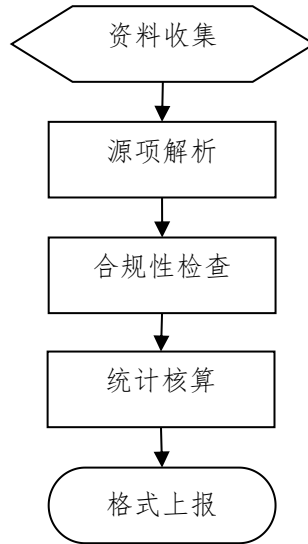 资料收集
源项解析
合规性检查
统计核算
格式上报